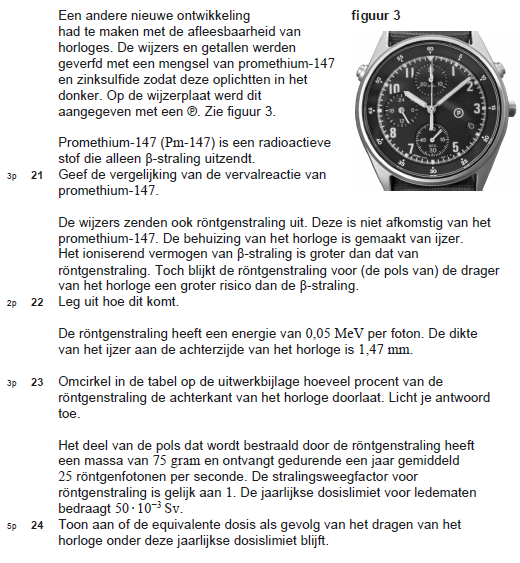 Een andere nieuwe ontwikkeling
figuur 3
had te maken met de afleesbaarheid van
horloges. De wijzers en getallen werden
geverfd met een mengsel van promethium-147
en zinksulfide zodat deze oplichtten in het
donker. Op de wijzerplaat werd dit
aangegeven met een ℗. Zie figuur 3.
Promethium-147 (Pm-147) is een radioactieve
stof die alleen β-straling uitzendt.
3p 21 Geef de vergelijking van de vervalreactie van
promethium-147.
De wijzers zenden ook röntgenstraling uit. Deze is niet afkomstig van het
promethium-147. De behuizing van het horloge is gemaakt van ijzer.
Het ioniserend vermogen van β-straling is groter dan dat van
röntgenstraling. Toch blijkt de röntgenstraling voor (de pols van) de drager
van het horloge een groter risico dan de β-straling.
2p 22 Leg uit hoe dit komt.
De röntgenstraling heeft een energie van 0,05 MeV per foton. De dikte
van het ijzer aan de achterzijde van het horloge is 1,47 mm.
3p 23 Omcirkel in de tabel op de uitwerkbijlage hoeveel procent van de
röntgenstraling de achterkant van het horloge doorlaat. Licht je antwoord
toe.
Het deel van de pols dat wordt bestraald door de röntgenstraling heeft
een massa van 75 gram en ontvangt gedurende een jaar gemiddeld
25 röntgenfotonen per seconde. De stralingsweegfactor voor
röntgenstraling is gelijk aan 1. De jaarlijkse dosislimiet voor ledematen
bedraagt 50·10⁻³ Sv.
5p 24 Toon aan of de equivalente dosis als gevolg van het dragen van het
horloge onder deze jaarlijkse dosislimiet blijft.